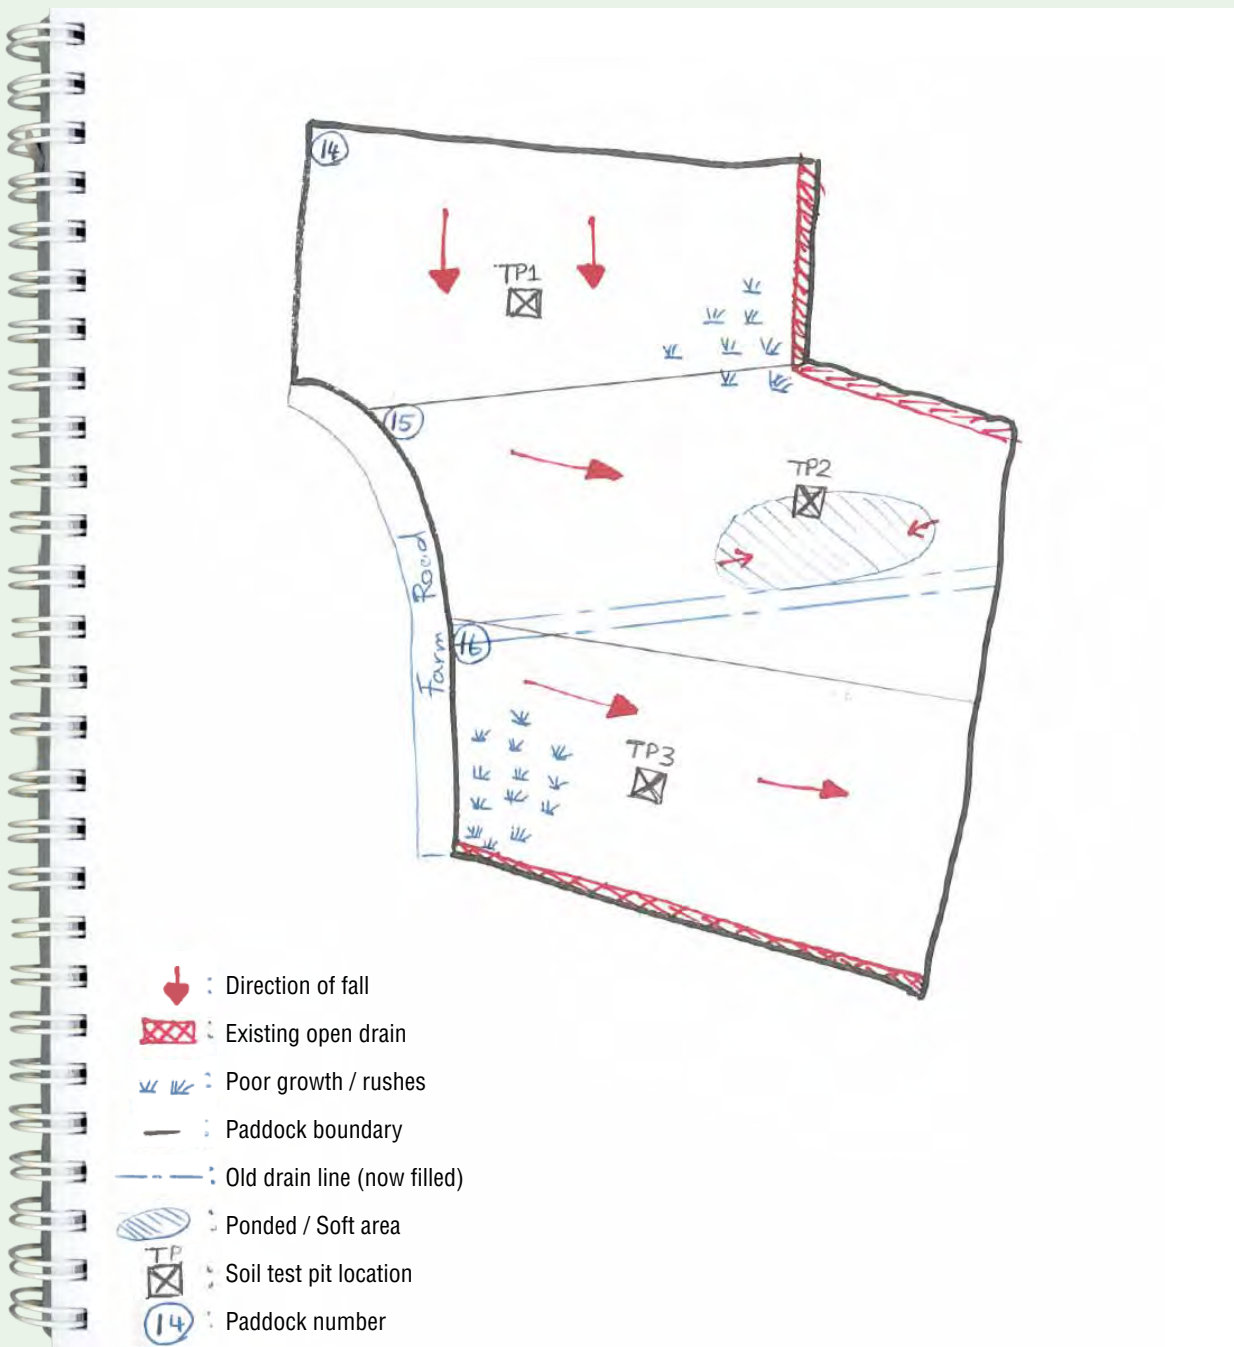 14
TP1
15
TP2
Farm Road
16
TP3
: Direction of fall
: Existing open drain
: Poor growth / rushes
: Paddock boundary
: Old drain line (now filled)
: Ponded / Soft area
TP
: Soil test pit location
14 : Paddock number